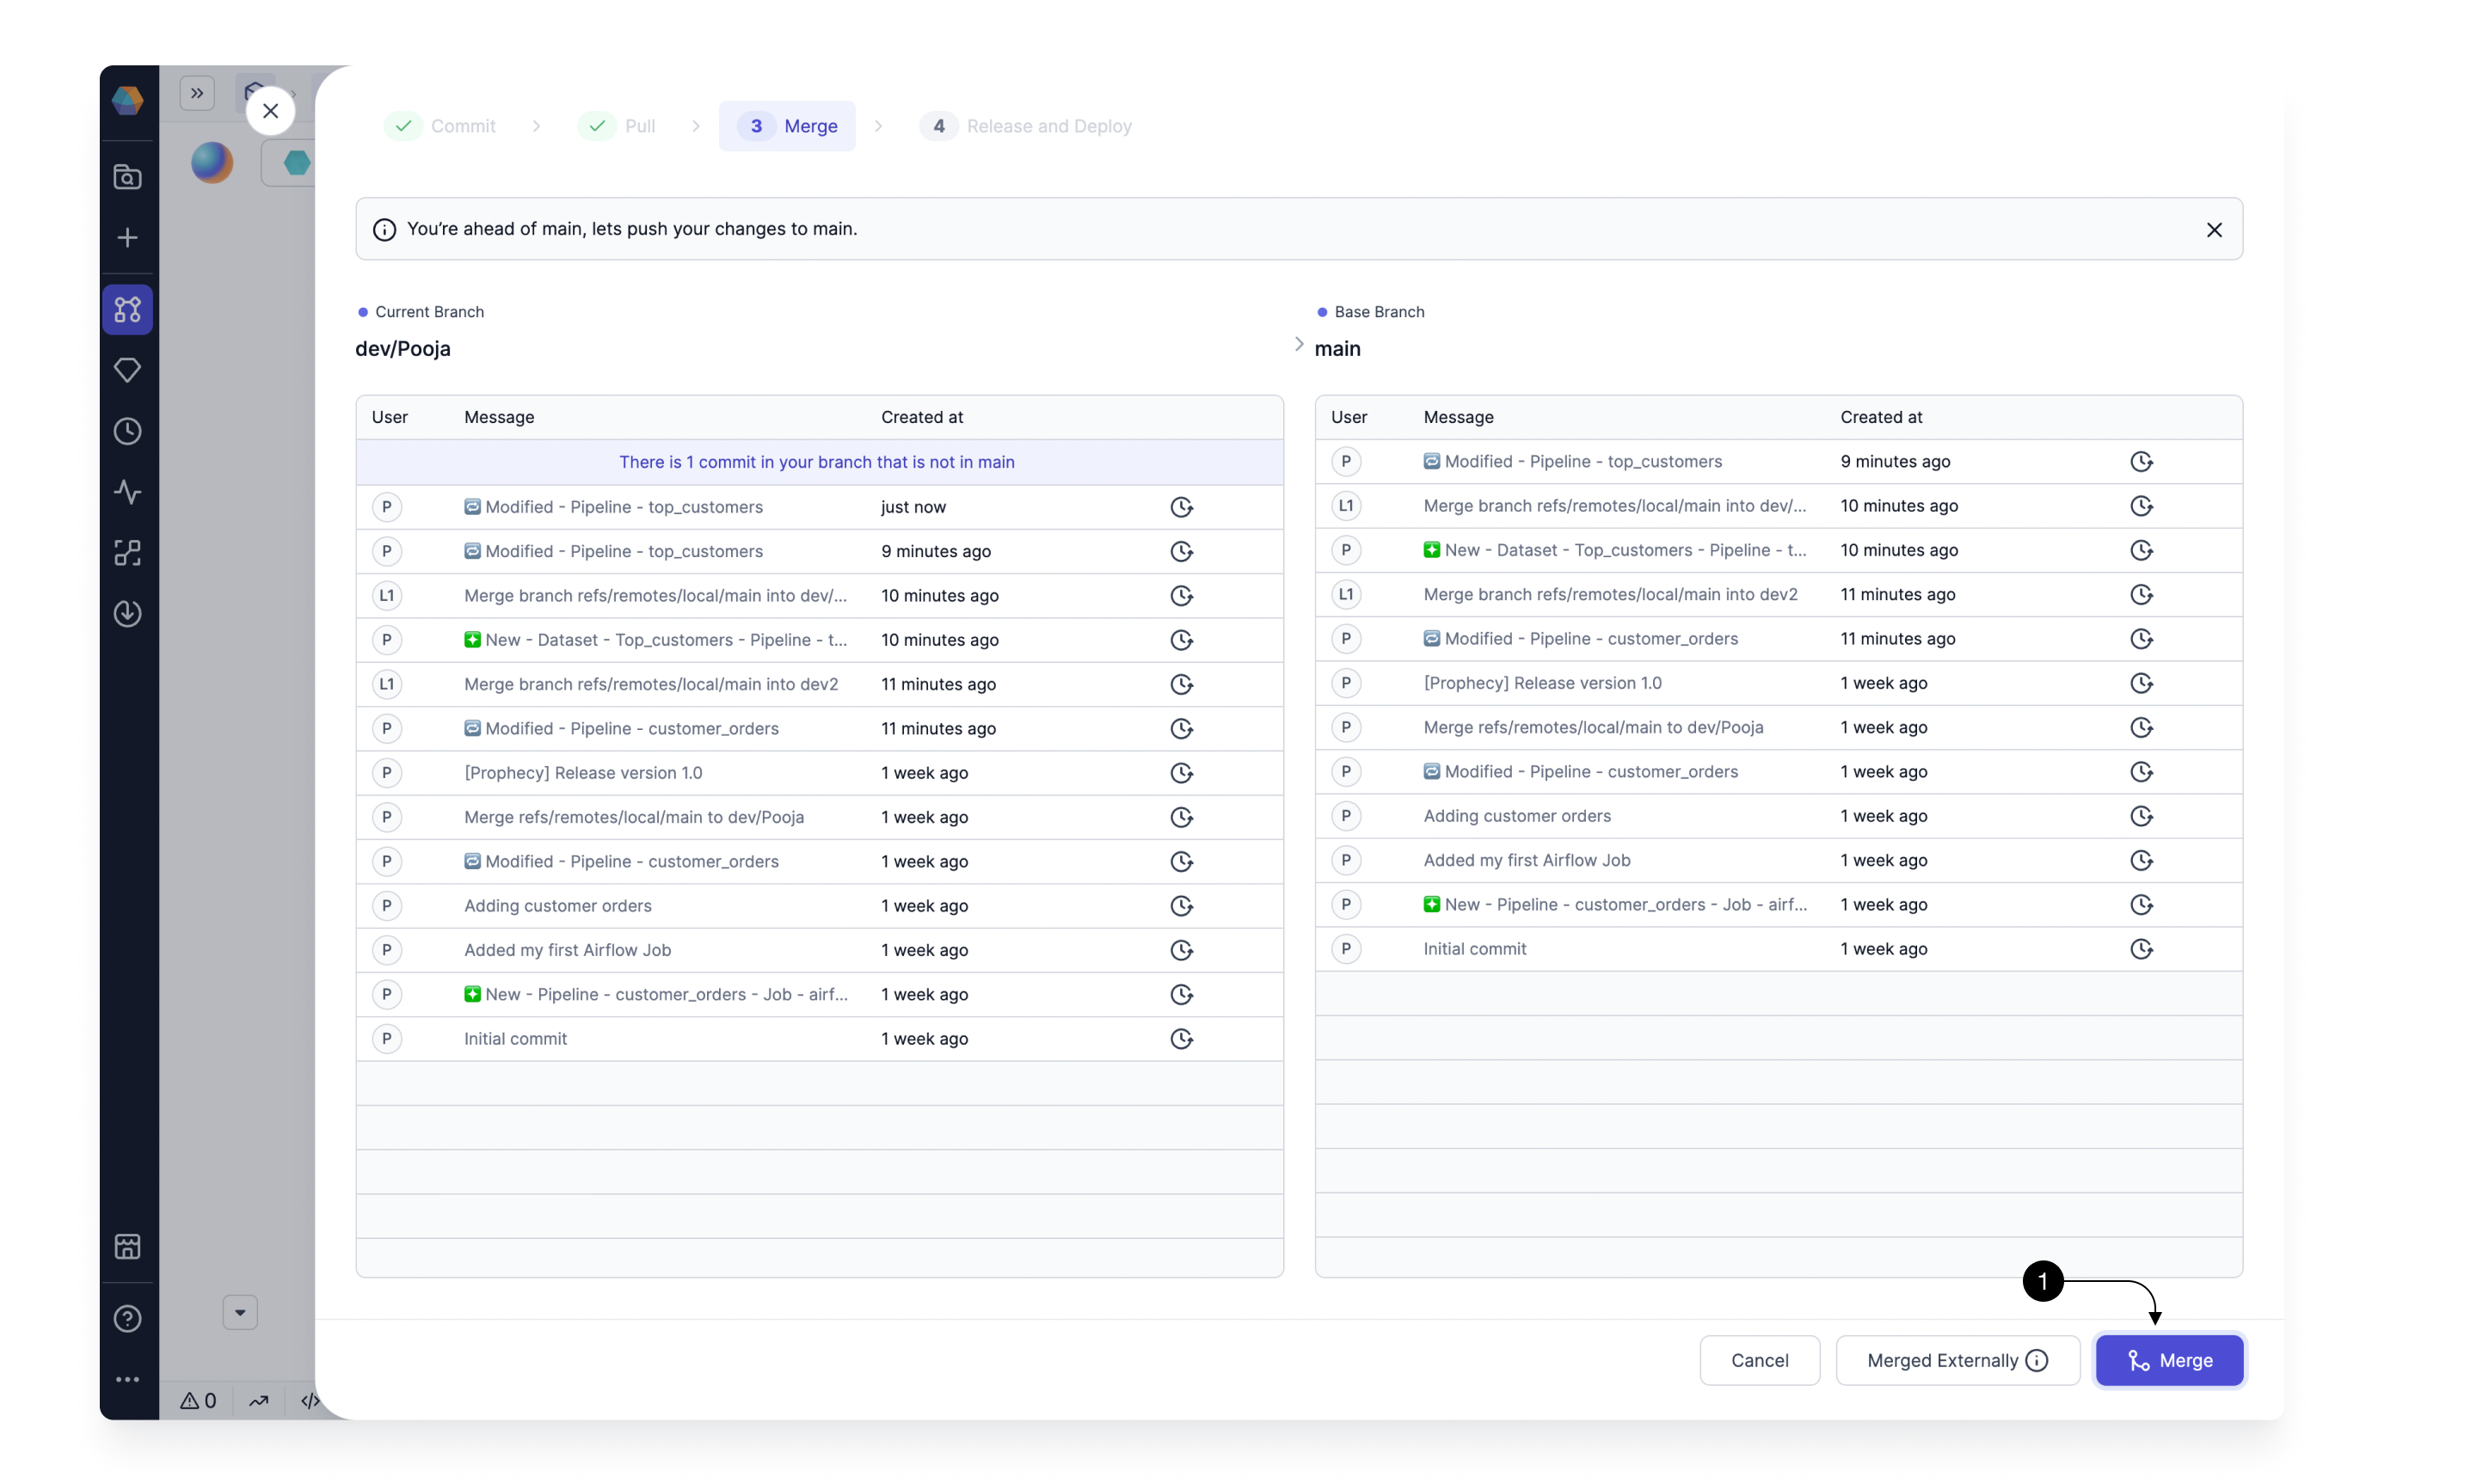 Commit Pull 3 Merge 4 Release and Deploy
You’re ahead of main, lets push your changes to main.
Current Branch
dev/Pooja
Base Branch
main
User Message Created at
There is 1 commit in your branch that is not in main
P Modified - Pipeline - top_customers just now
P Modified - Pipeline - top_customers 9 minutes ago
L1 Merge branch refs/remotes/local/main into dev/... 10 minutes ago
P New - Dataset - Top_customers - Pipeline - t... 10 minutes ago
L1 Merge branch refs/remotes/local/main into dev2 11 minutes ago
P Modified - Pipeline - customer_orders 11 minutes ago
P [Prophecy] Release version 1.0 1 week ago
P Merge refs/remotes/local/main to dev/Pooja 1 week ago
P Modified - Pipeline - customer_orders 1 week ago
P Adding customer orders 1 week ago
P Added my first Airflow Job 1 week ago
P New - Pipeline - customer_orders - Job - airf... 1 week ago
P Initial commit 1 week ago
User Message Created at
P Modified - Pipeline - top_customers 9 minutes ago
L1 Merge branch refs/remotes/local/main into dev/... 10 minutes ago
P New - Dataset - Top_customers - Pipeline - t... 10 minutes ago
L1 Merge branch refs/remotes/local/main into dev2 11 minutes ago
P Modified - Pipeline - customer_orders 11 minutes ago
P [Prophecy] Release version 1.0 1 week ago
P Merge refs/remotes/local/main to dev/Pooja 1 week ago
P Modified - Pipeline - customer_orders 1 week ago
P Adding customer orders 1 week ago
P Added my first Airflow Job 1 week ago
P New - Pipeline - customer_orders - Job - airf... 1 week ago
P Initial commit 1 week ago
1
Cancel Merged Externally Merge
0